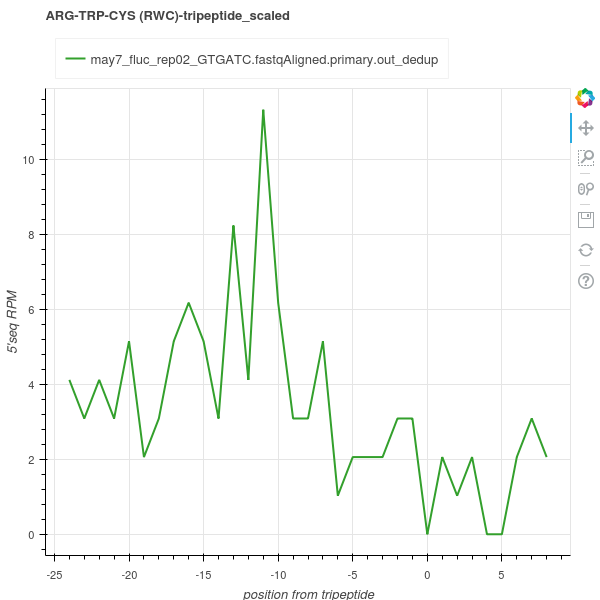 ARG-TRP-CYS (RWC)-tripeptide_scaled
may7_fluc_rep02_GTGATC.fastqAligned.primary.out_dedup
10
8
6
4
2
0
5'seq RPM
-25 -20 -15 -10 -5 0 5
position from tripeptide